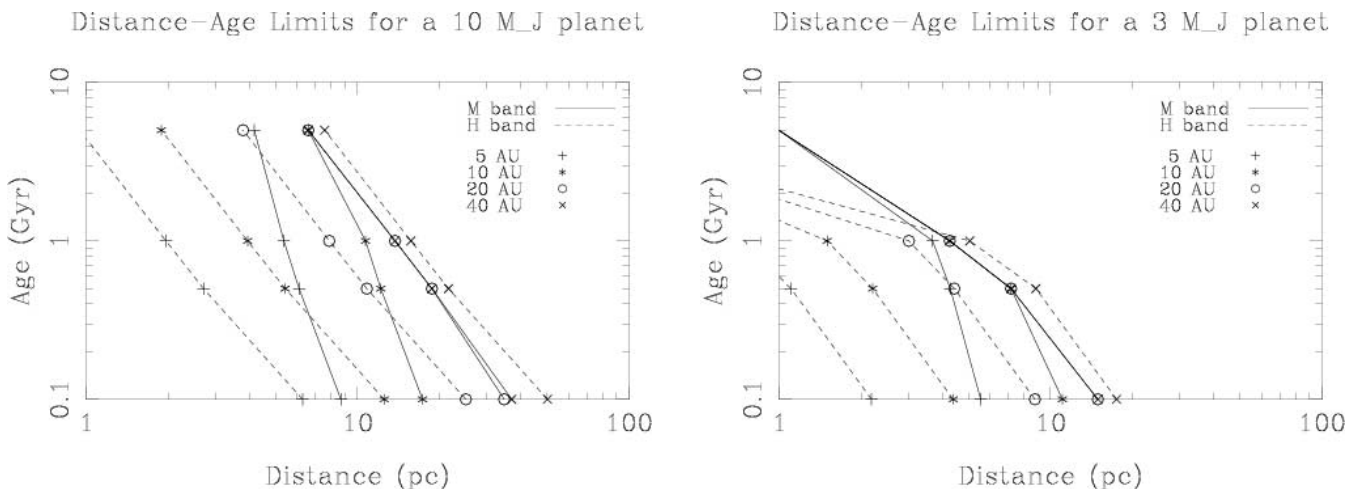 Distance-Age Limits for a 10 M_J planet
10
1
0.1
Age (Gyr)
M band
H band
5 AU
10 AU
20 AU
40 AU
1
10
100
Distance (pc)
Distance-Age Limits for a 3 M_J planet
10
1
0.1
Age (Gyr)
M band
H band
5 AU
10 AU
20 AU
40 AU
1
10
100
Distance (pc)